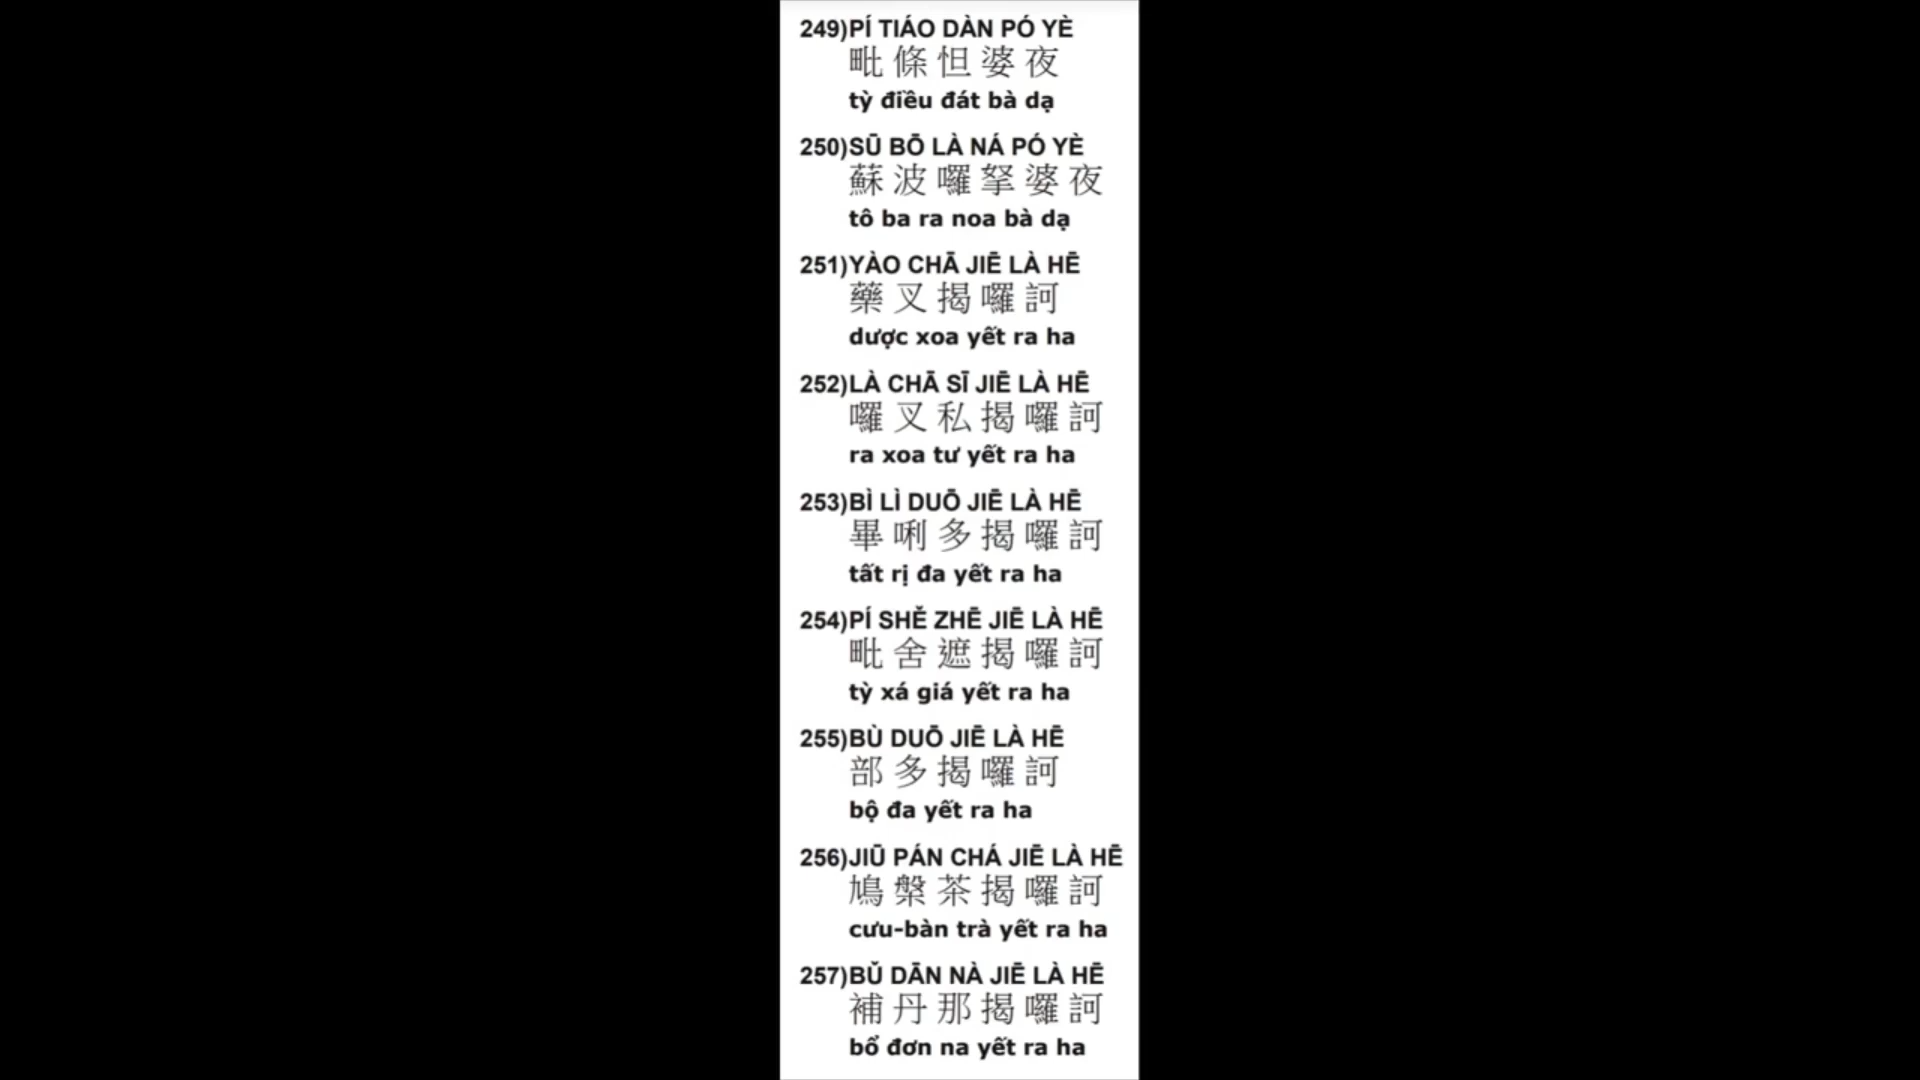 249)PÍ TIÁO DÀN PÓ YÈ
毗條怛婆夜
tỳ điều đát bà dạ
250)SŪ BŌ LÀ NÁ PÓ YÈ
蘇波囉拏婆夜
tô ba ra noa bà dạ
251)YÀO CHĀ JIĒ LÀ HĒ
藥叉揭囉訶
dược xoa yết ra ha
252)LÀ CHĀ SĪ JIĒ LÀ HĒ
囉叉私揭囉訶
ra xoa tư yết ra ha
253)BÌ LÌ DUŌ JIĒ LÀ HĒ
畢唎多揭囉訶
tất rị đa yết ra ha
254)PÍ SHĚ ZHĒ JIĒ LÀ HĒ
毗舍遮揭囉訶
tỳ xá giá yết ra ha
255)BÙ DUŌ JIĒ LÀ HĒ
部多揭囉訶
bộ đa yết ra ha
256)JIŪ PÁN CHÁ JIĒ LÀ HĒ
鳩槃茶揭囉訶
cưu-bàn trà yết ra ha
257)BǓ DĀN NÀ JIĒ LÀ HĒ
補丹那揭囉訶
bổ đơn na yết ra ha